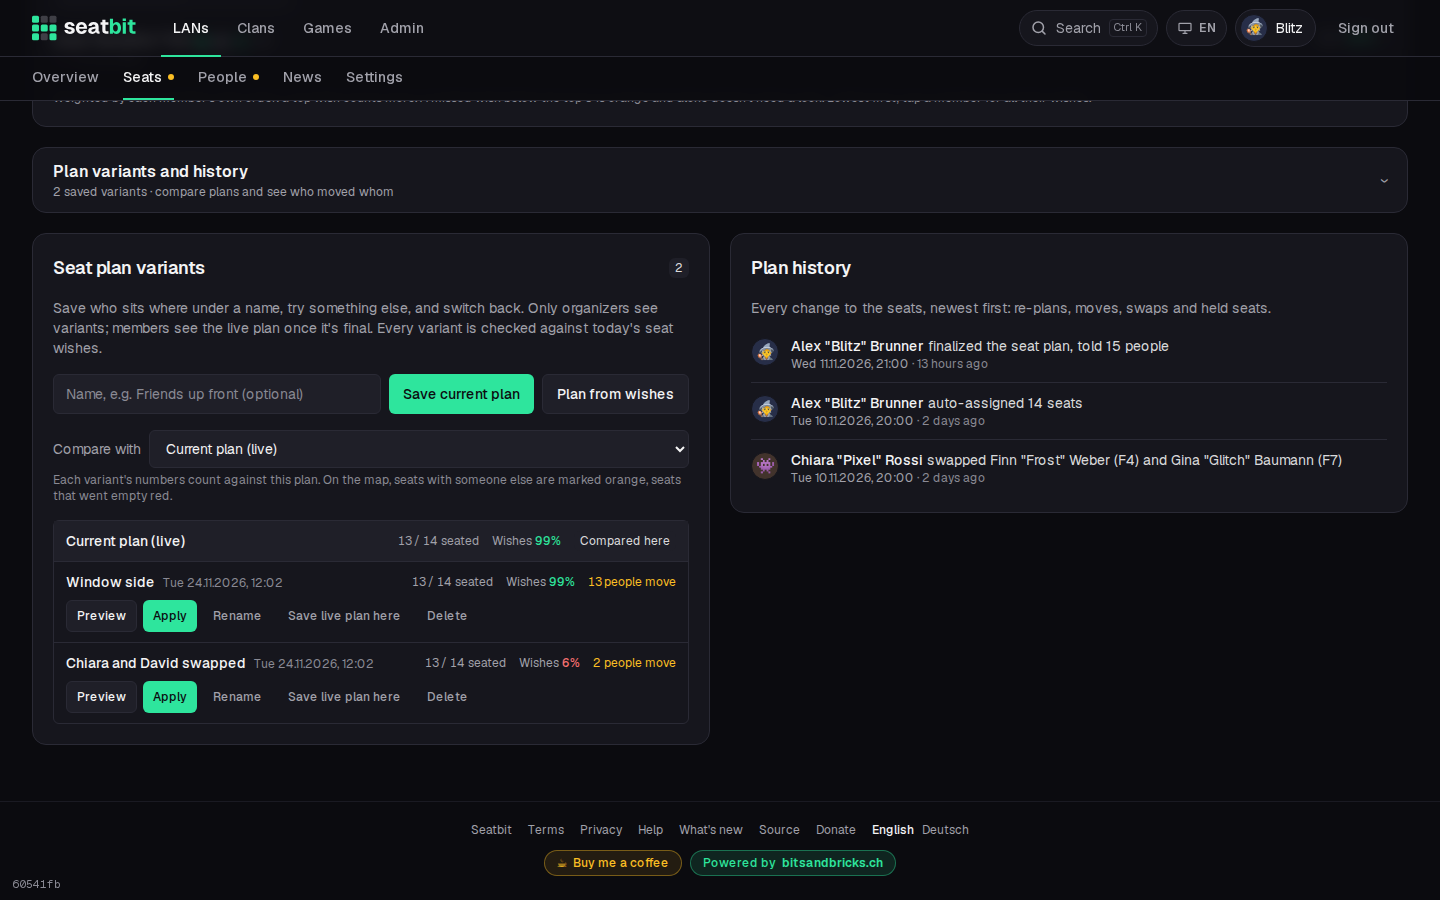 seatbit
LANs
Clans
Games
Admin
Search
Ctrl K
EN
Blitz
Sign out
Overview
Seats
People
News
Settings
Plan variants and history
2 saved variants · compare plans and see who moved whom
Seat plan variants
2
Save who sits where under a name, try something else, and switch back. Only organizers see
variants; members see the live plan once it's final. Every variant is checked against today's seat
wishes.
Name, e.g. Friends up front (optional)
Save current plan
Plan from wishes
Compare with
Current plan (live)
Each variant's numbers count against this plan. On the map, seats with someone else are marked orange, seats
that went empty red.
Current plan (live)
13 / 14 seated
Wishes 99%
Compared here
Window side
Tue 24.11.2026, 12:02
13 / 14 seated
Wishes 99%
13 people move
Preview
Apply
Rename
Save live plan here
Delete
Chiara and David swapped
Tue 24.11.2026, 12:02
13 / 14 seated
Wishes 6%
2 people move
Preview
Apply
Rename
Save live plan here
Delete
Plan history
Every change to the seats, newest first: re-plans, moves, swaps and held seats.
Alex "Blitz" Brunner finalized the seat plan, told 15 people
Wed 11.11.2026, 21:00 · 13 hours ago
Alex "Blitz" Brunner auto-assigned 14 seats
Tue 10.11.2026, 20:00 · 2 days ago
Chiara "Pixel" Rossi swapped Finn "Frost" Weber (F4) and Gina "Glitch" Baumann (F7)
Tue 10.11.2026, 20:00 · 2 days ago
Seatbit
Terms
Privacy
Help
What's new
Source
Donate
English
Deutsch
Buy me a coffee
Powered by bitsandbricks.ch
60541fb